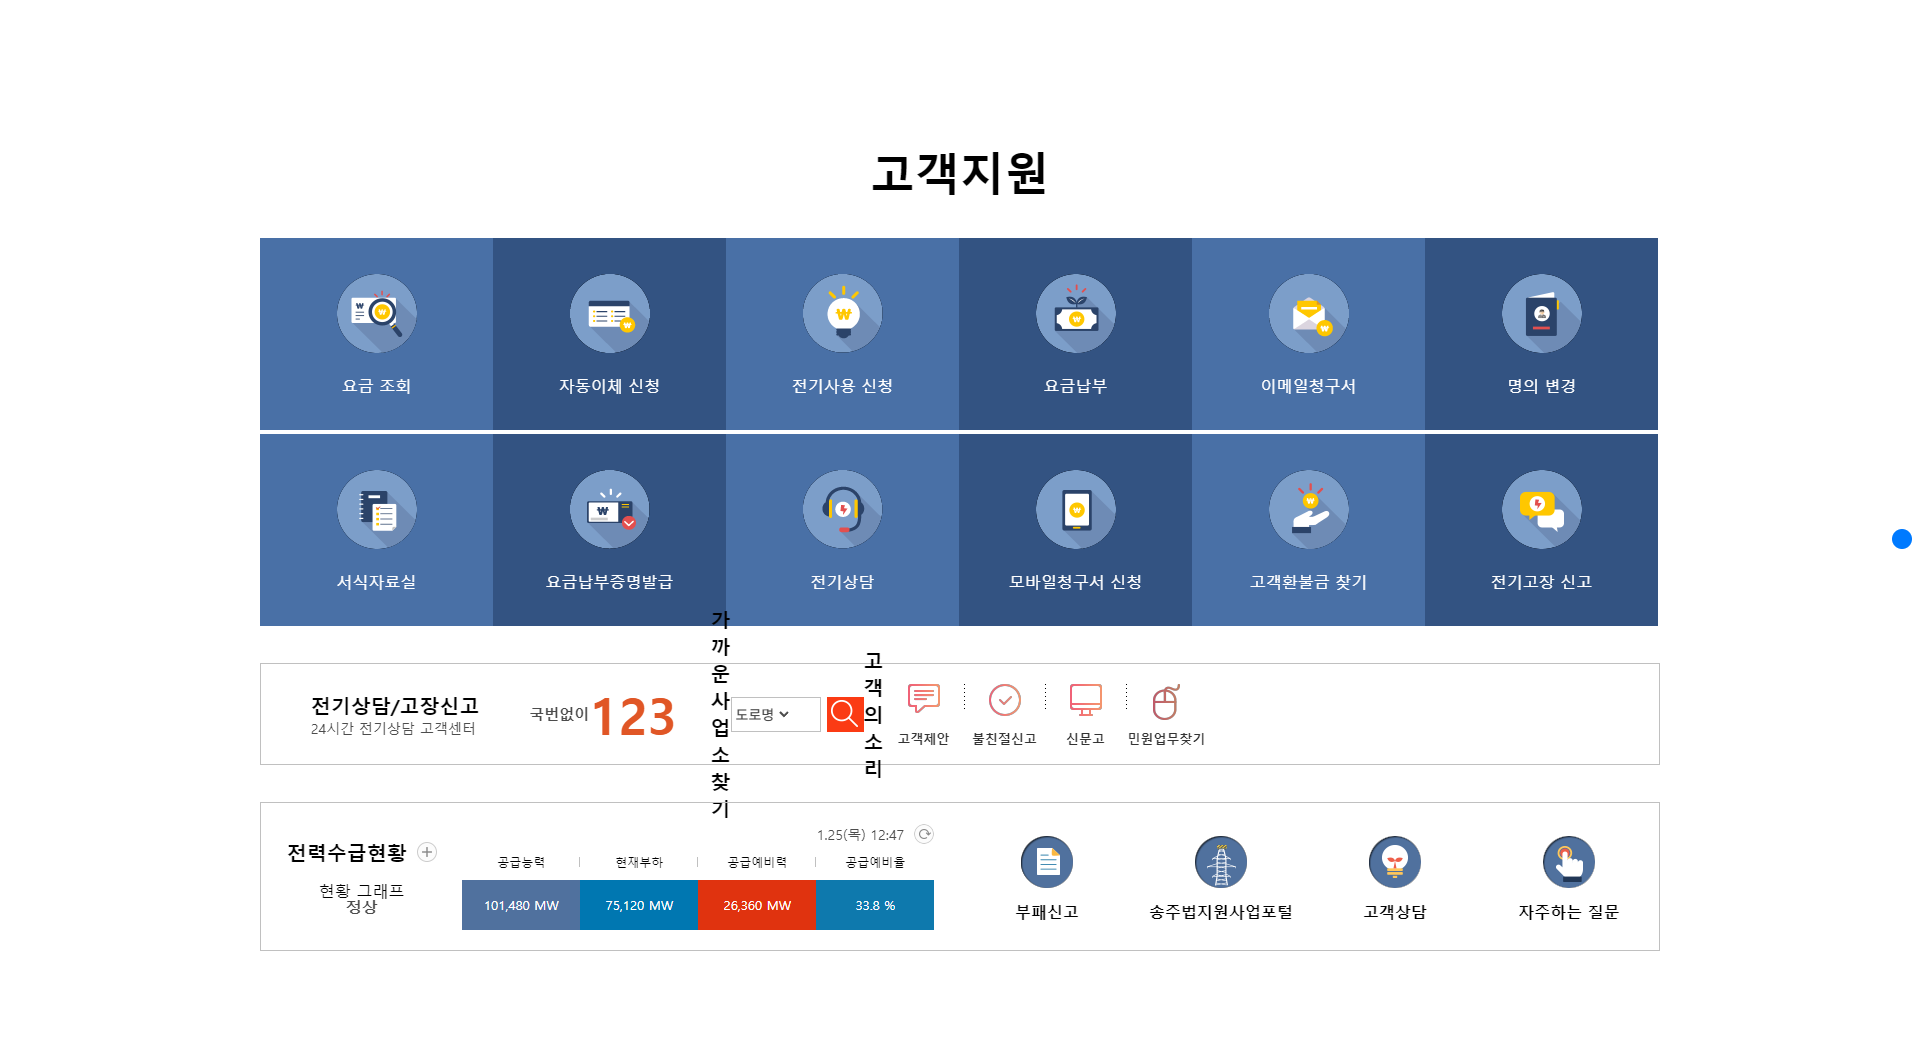 고객지원
요금 조회
자동이체 신청
전기사용 신청
요금납부
이메일청구서
명의 변경
서식자료실
요금납부증명발급
전기상담
모바일청구서 신청
고객환불금 찾기
전기고장 신고
전기상담/고장신고
24시간 전기상담 고객센터
국번없이 123
가
까
운
사
업
소
찾
기
도로명
고
객
의
소
리
고객제안
불친절신고
신문고
민원업무찾기
전력수급현황
현황 그래프
정상
1.25(목) 12:47
공급능력
현재부하
공급예비력
공급예비율
101,480 MW
75,120 MW
26,360 MW
33.8 %
부패신고
송주법지원사업포털
고객상담
자주하는 질문